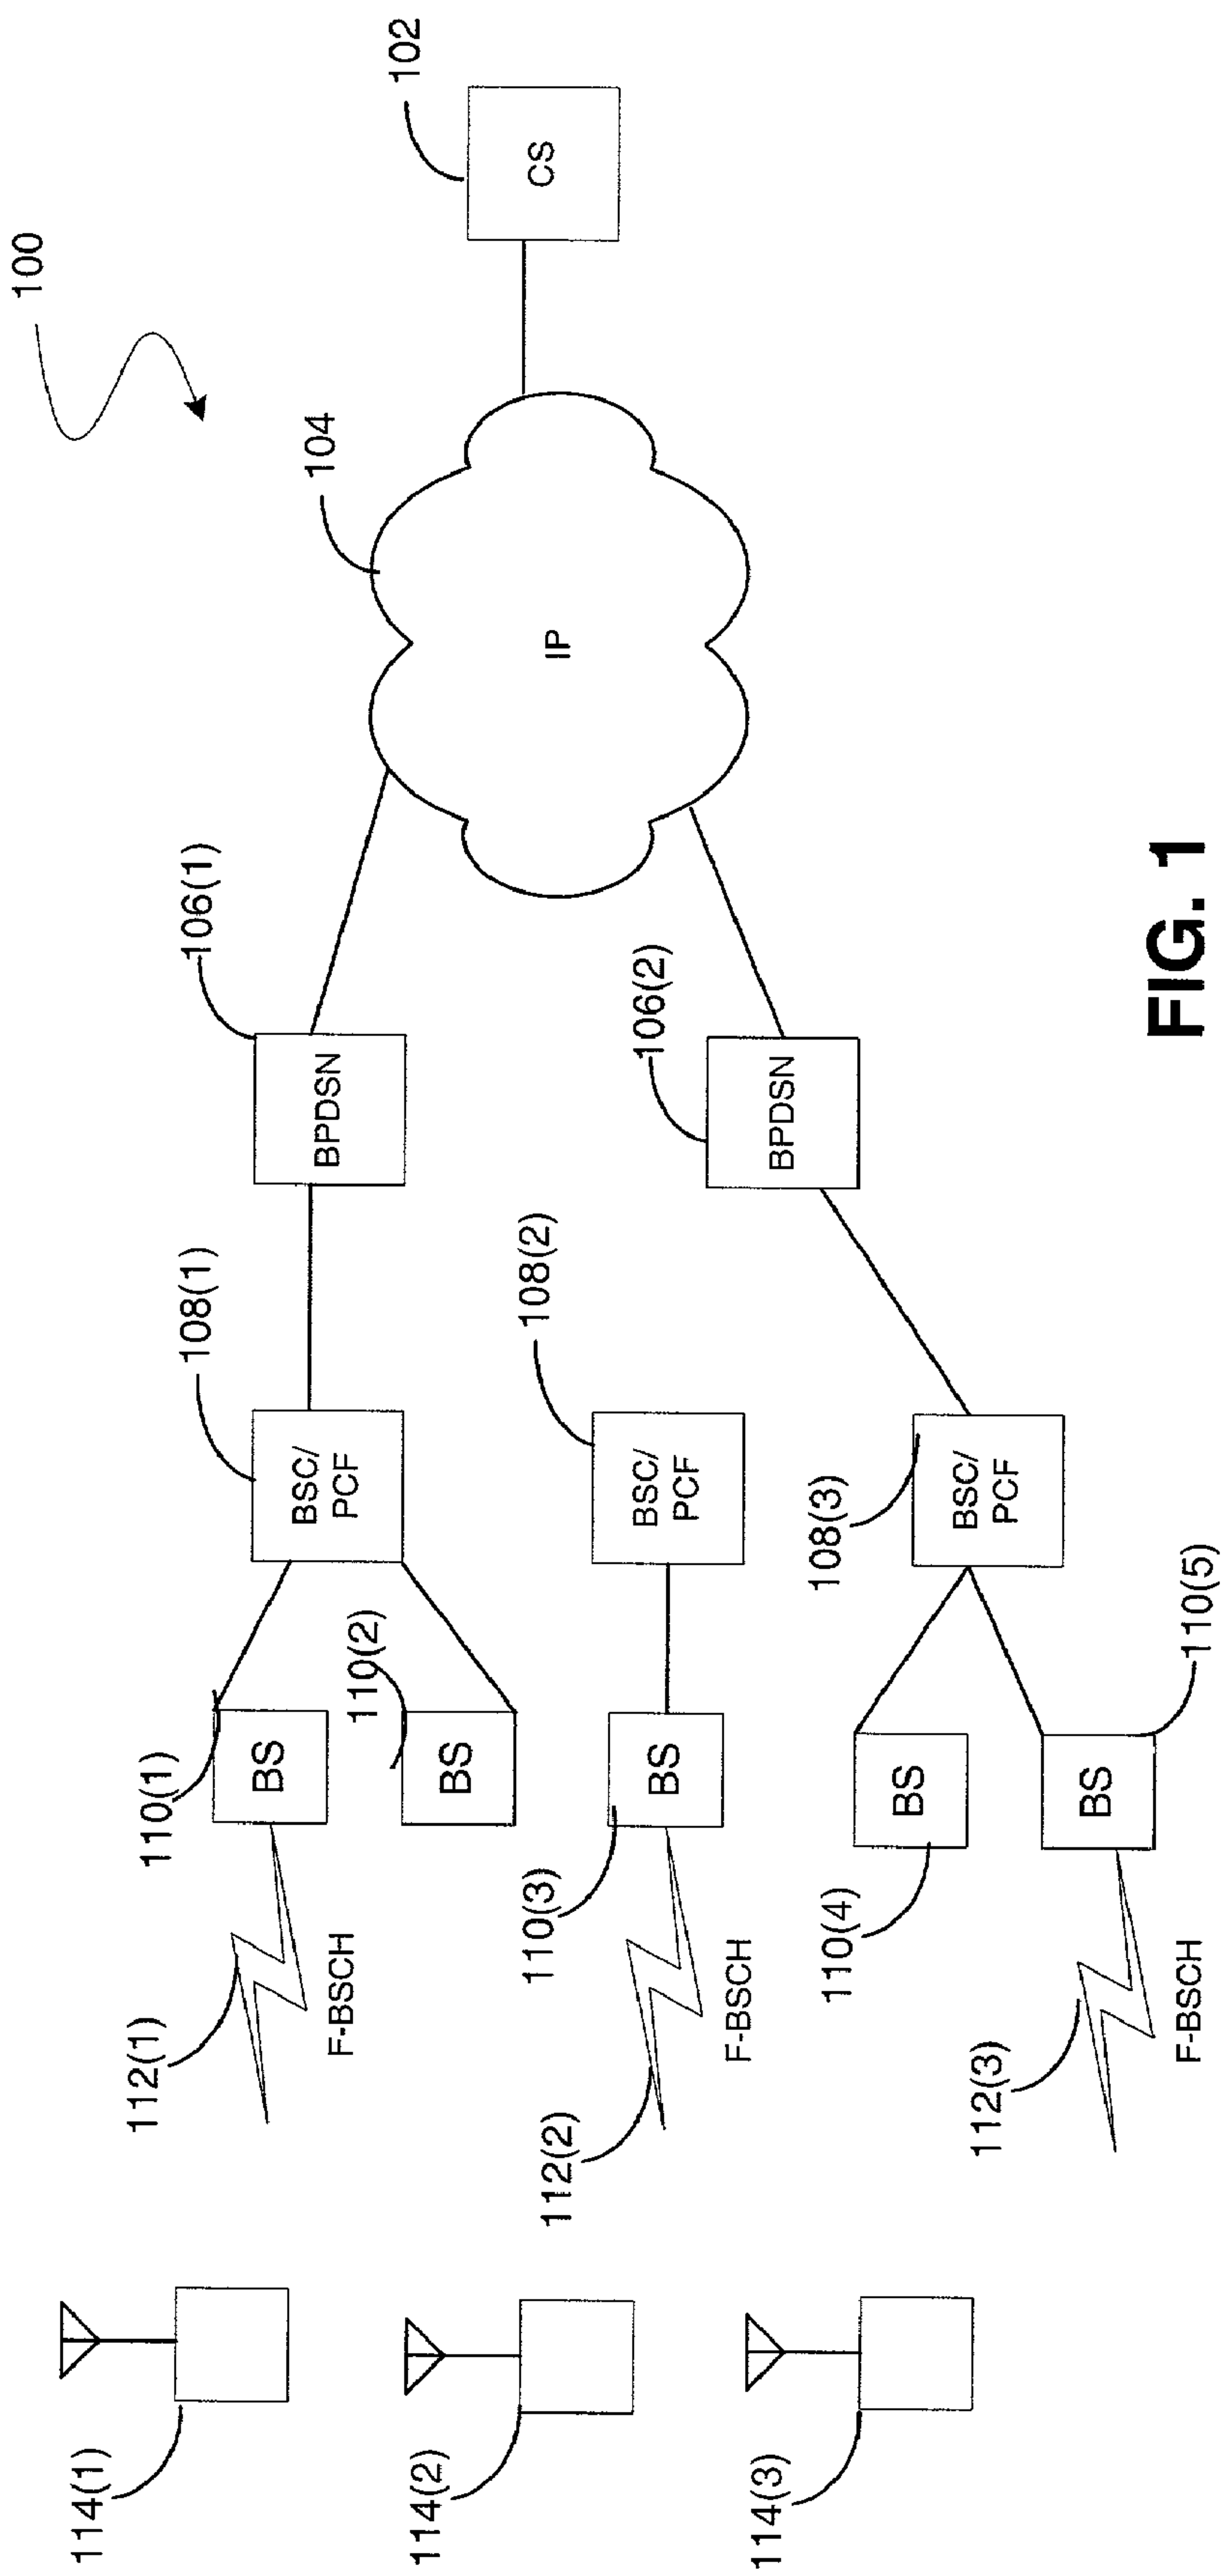 100
102
CS
104
IP
106(1)
BPDSN
106(2)
BPDSN
108(1)
BSC/
PCF
108(2)
BSC/
PCF
108(3)
BSC/
PCF
110(1)
BS
110(2)
BS
110(3)
BS
110(4)
BS
110(5)
BS
112(1)
F-BSCH
112(2)
F-BSCH
112(3)
F-BSCH
114(1)
114(2)
114(3)
FIG. 1